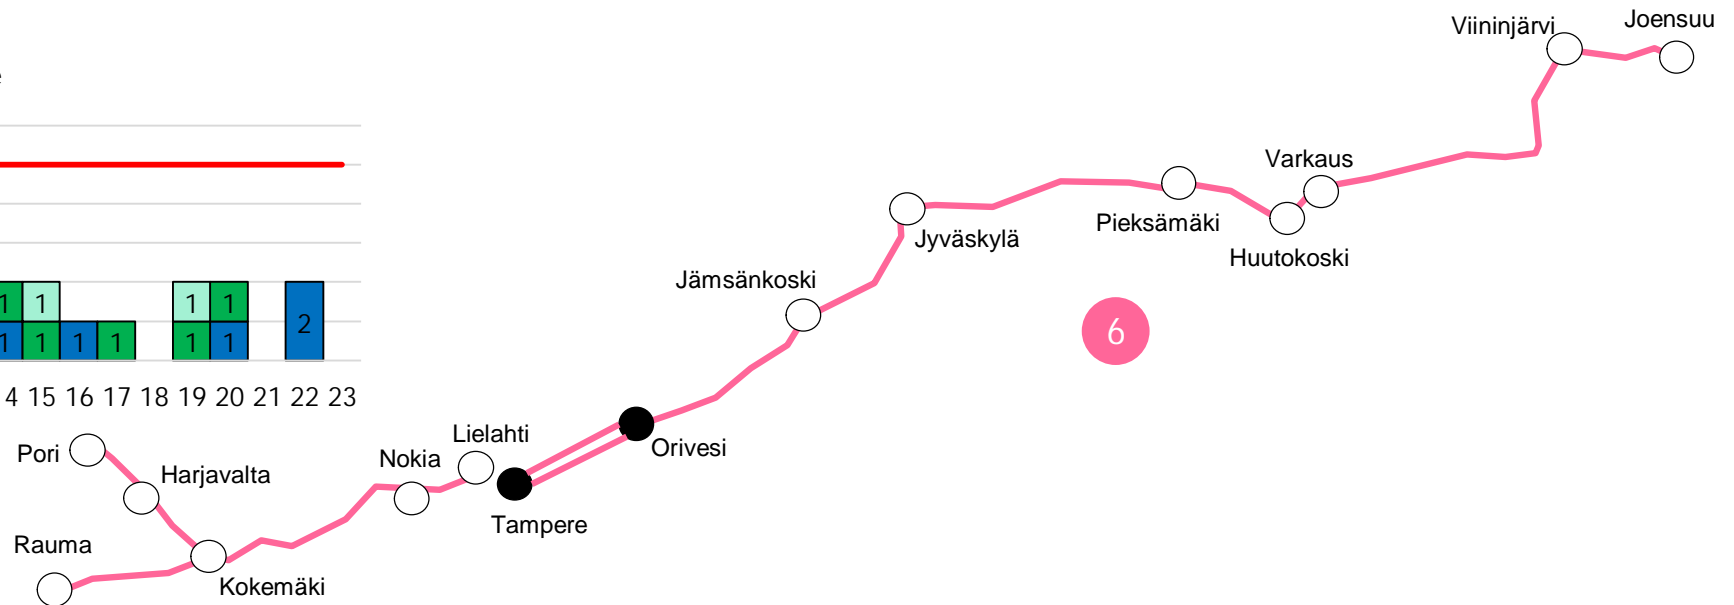 Viininjärvi
Joensuu
Varkaus
Pieksämäki
Jyväskylä
Huutokoski
Jämsänkoski
6
1 1 1 1
1 1 1 1 1 1 2
4 15 16 17 18 19 20 21 22 23
Lielahti
Nokia
Orivesi
Pori
Harjavalta
Tampere
Rauma
Kokemäki